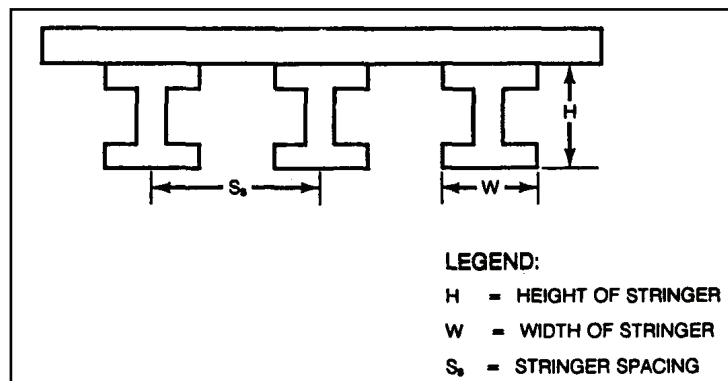 H
Sₛ
W
LEGEND:
H = HEIGHT OF STRINGER
W = WIDTH OF STRINGER
Sₛ = STRINGER SPACING